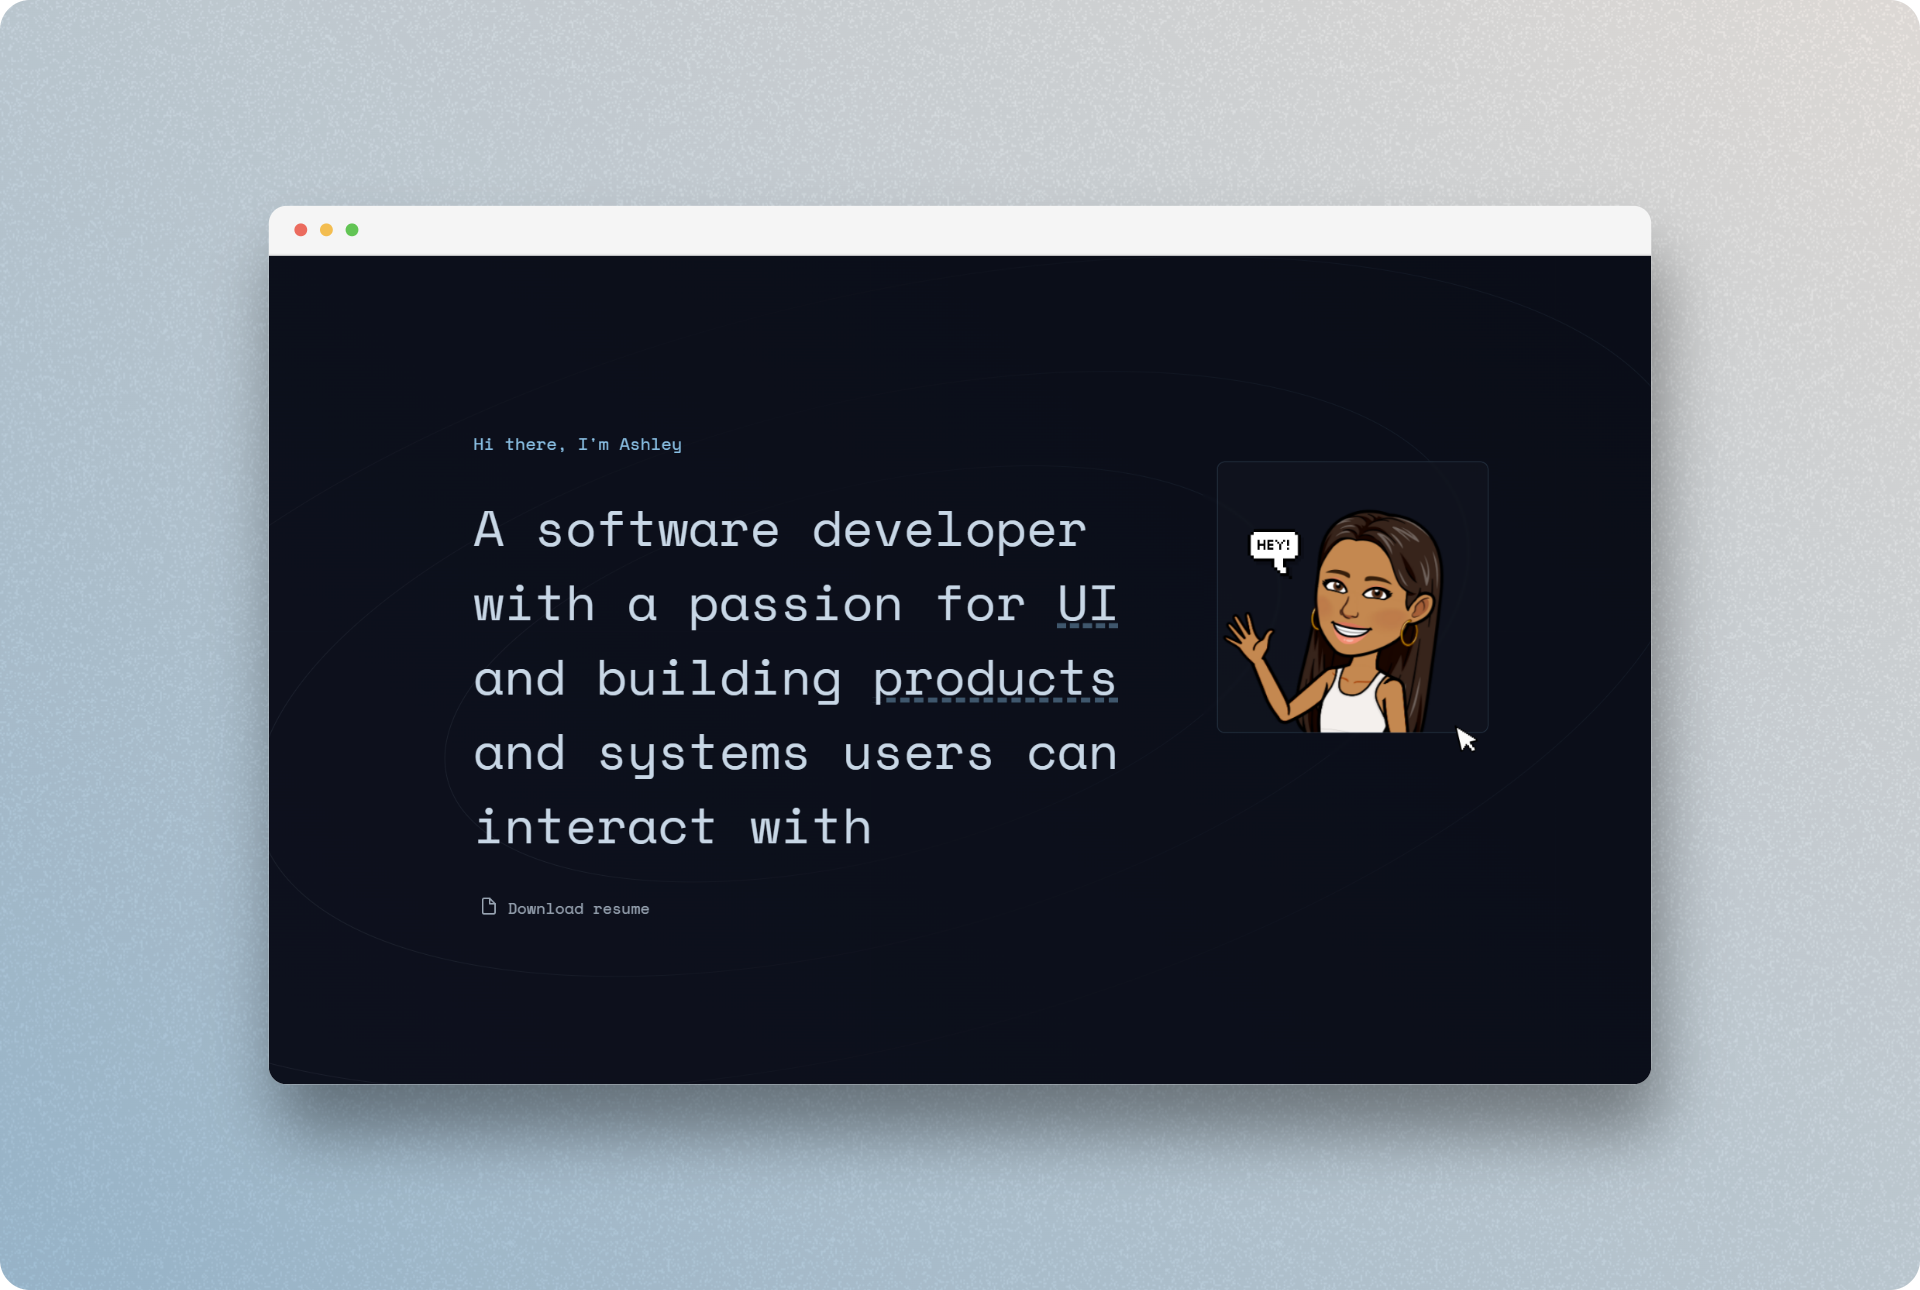 Hi there, I'm Ashley
A software developer
with a passion for UI
and building products
and systems users can
interact with
HEY!
Download resume